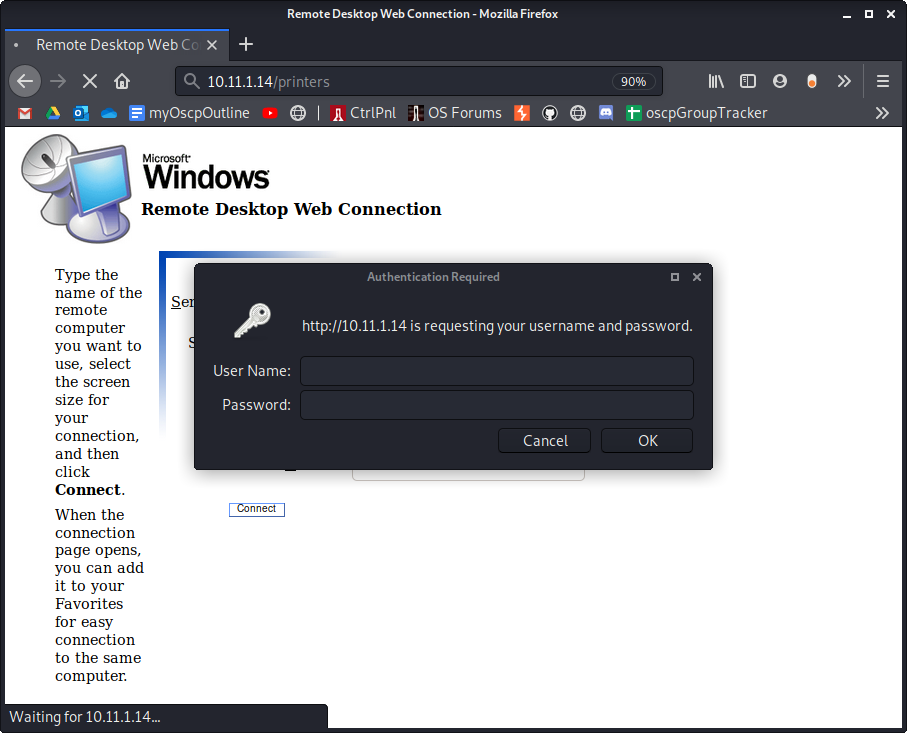 Remote Desktop Web Connection - Mozilla Firefox
Remote Desktop Web Co
10.11.1.14/printers 90%
myOscpOutline CtrlPnl OS Forums oscpGroupTracker
Microsoft
Windows
Remote Desktop Web Connection
Type the
name of the
remote
computer
you want to
use, select
the screen
size for
your
connection,
and then
click
Connect.
When the
connection
page opens,
you can add
it to your
Favorites
for easy
connection
to the same
computer.
Ser
S
Authentication Required
http://10.11.1.14 is requesting your username and password.
User Name:
Password:
Cancel OK
Connect
Waiting for 10.11.1.14...